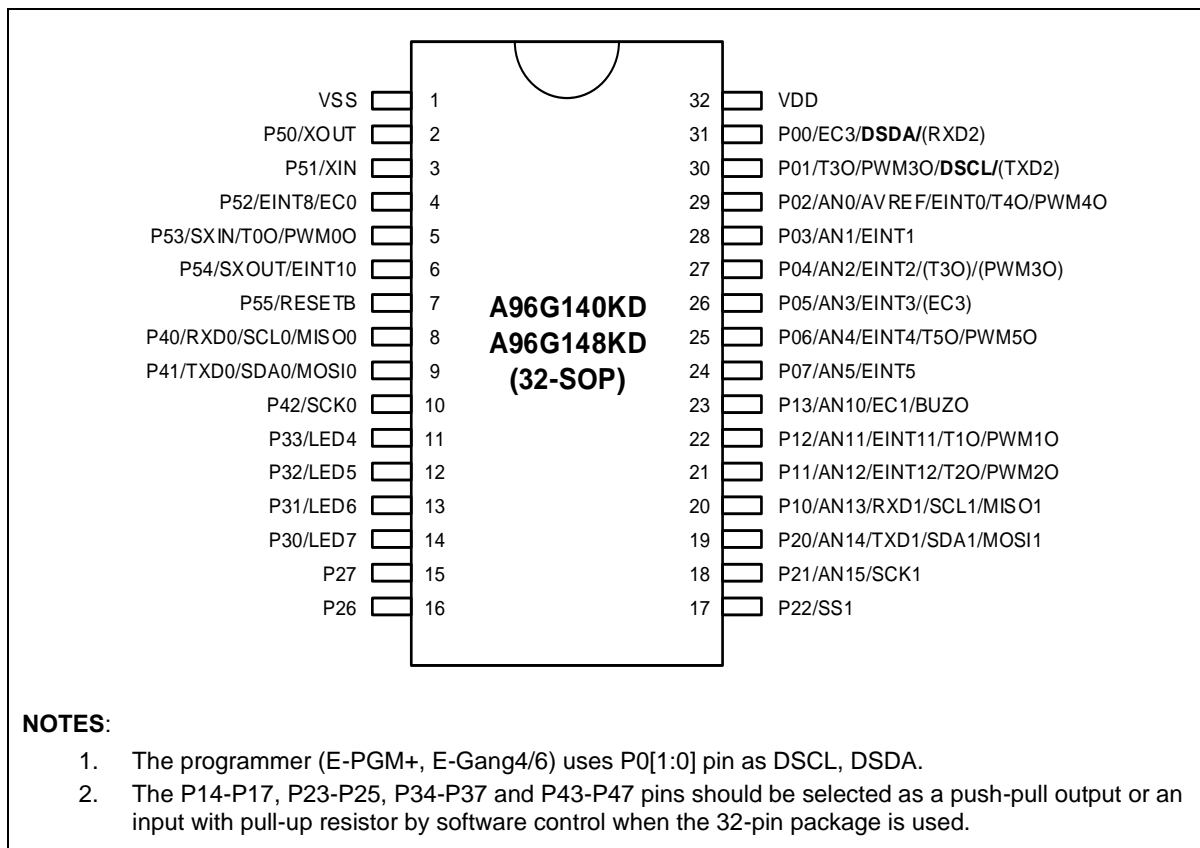 VSS 1 32 VDD
P50/XOUT 2 31 P00/EC3/DSDA/(RXD2)
P51/XIN 3 30 P01/T3O/PWM3O/DSCL/(TXD2)
P52/EINT8/EC0 4 29 P02/AN0/AVREF/EINT0/T4O/PWM4O
P53/SXIN/T0O/PWM0O 5 28 P03/AN1/EINT1
P54/SXOUT/EINT10 6 27 P04/AN2/EINT2/(T3O)/(PWM3O)
P55/RESETB 7 26 P05/AN3/EINT3/(EC3)
P40/RXD0/SCL0/MISO0 8 25 P06/AN4/EINT4/T5O/PWM5O
P41/TXD0/SDA0/MOSI0 9 24 P07/AN5/EINT5
P42/SCK0 10 23 P13/AN10/EC1/BUZO
P33/LED4 11 22 P12/AN11/EINT11/T1O/PWM1O
P32/LED5 12 21 P11/AN12/EINT12/T2O/PWM2O
P31/LED6 13 20 P10/AN13/RXD1/SCL1/MISO1
P30/LED7 14 19 P20/AN14/TXD1/SDA1/MOSI1
P27 15 18 P21/AN15/SCK1
P26 16 17 P22/SS1
A96G140KD
A96G148KD
(32-SOP)
NOTES:
1. The programmer (E-PGM+, E-Gang4/6) uses P0[1:0] pin as DSCL, DSDA.
2. The P14-P17, P23-P25, P34-P37 and P43-P47 pins should be selected as a push-pull output or an
input with pull-up resistor by software control when the 32-pin package is used.